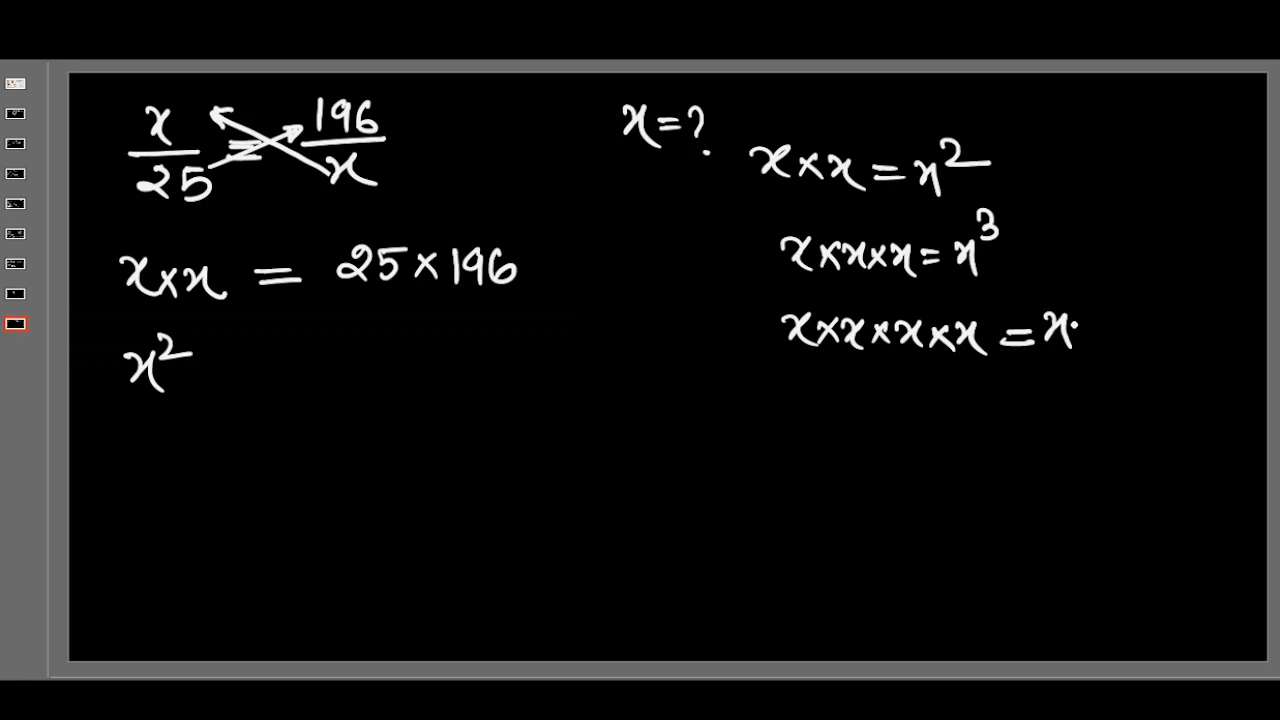 x/25 = 196/x
x×x = 25×196
x²
x=?
x×x=x²
x×x×x=x³
x×x×x×x=x